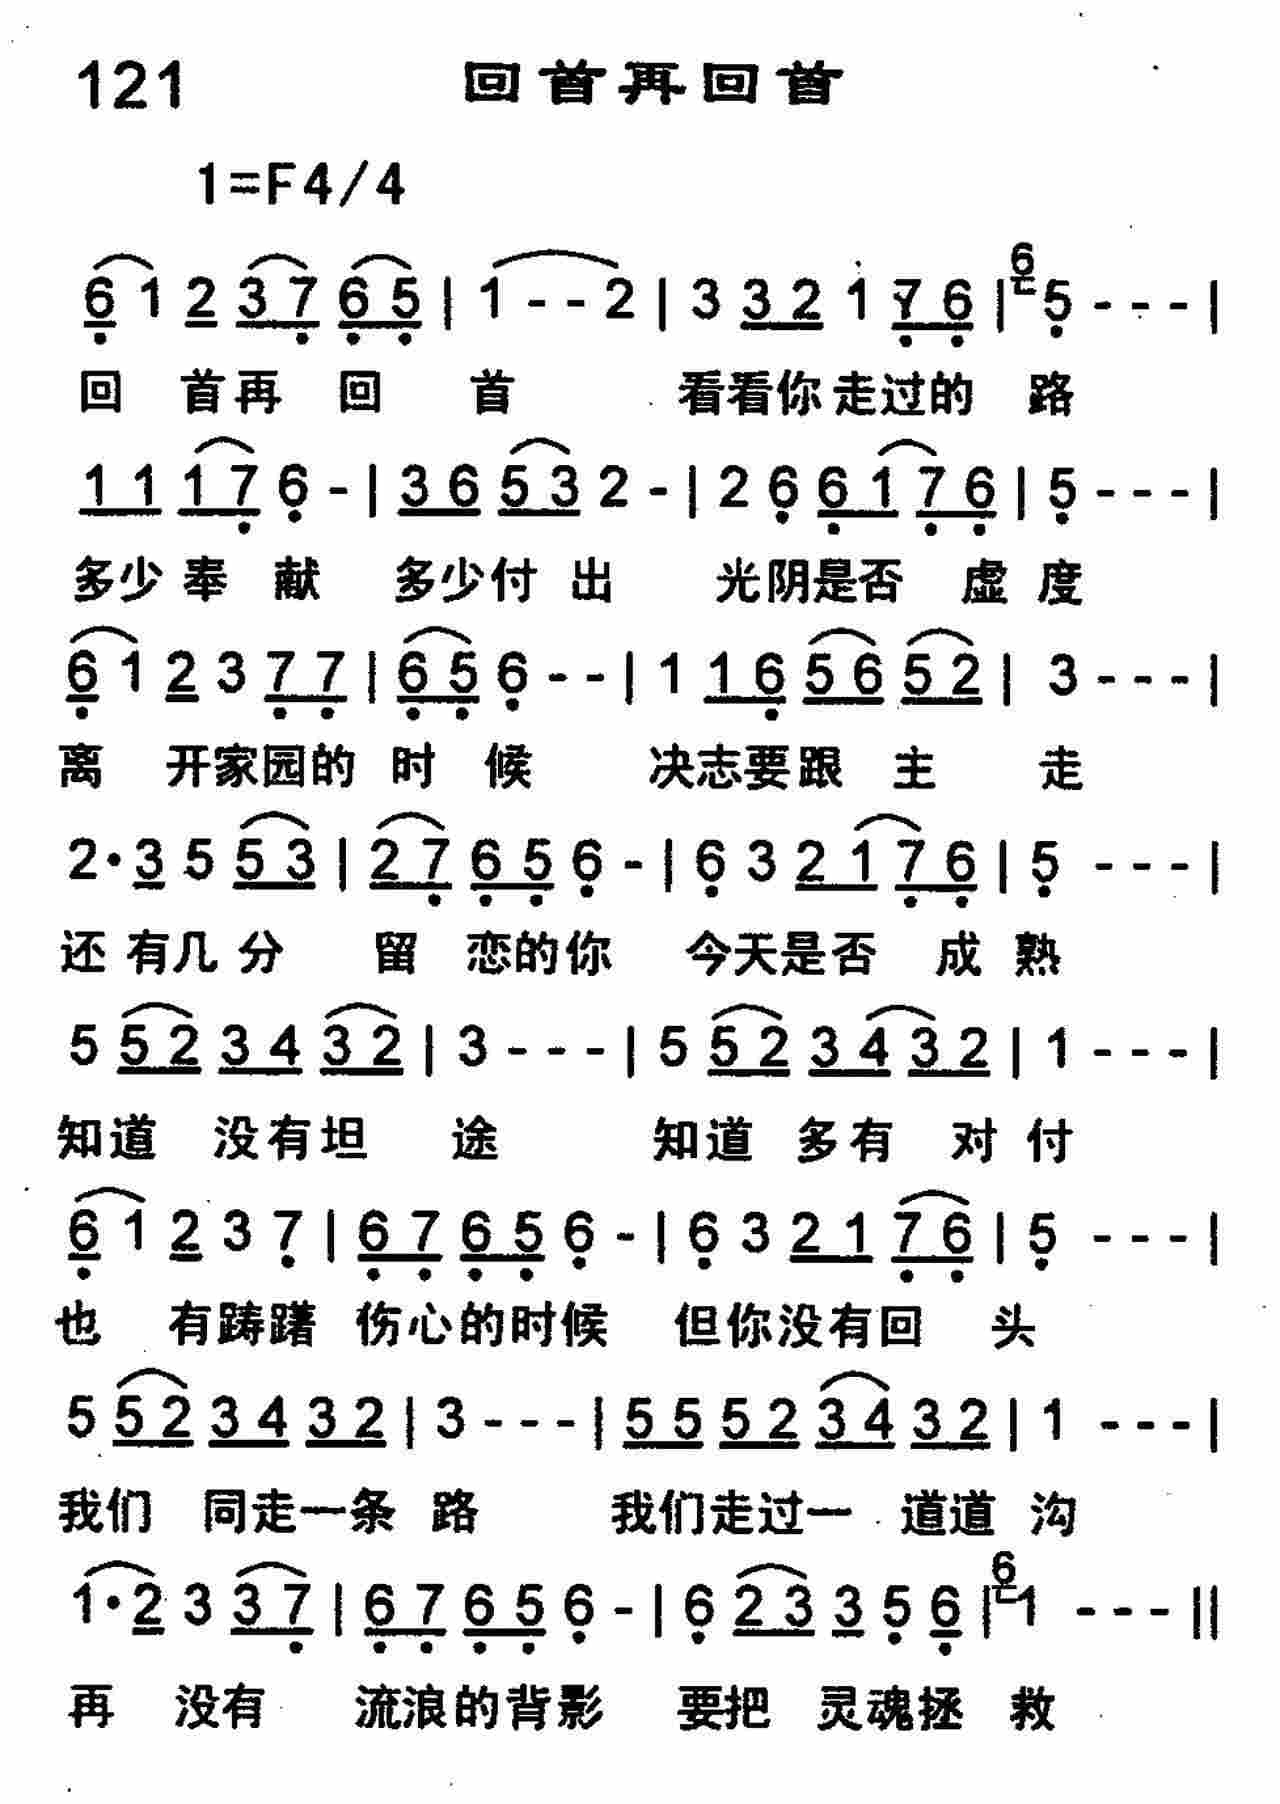 121 回首再回首
1=F4/4
6 1 2 3 7 6 5 | 1 - - 2 | 3 3 2 1 7 6 | 6 5 - - - |
回 首再 回 首 看看你走过的 路
1 1 1 7 6 - | 3 6 5 3 2 - | 2 6 6 1 7 6 | 5 - - - |
多少奉 献 多少付 出 光阴是否 虚 度
6 1 2 3 7 7 | 6 5 6 - - | 1 1 6 5 6 5 2 | 3 - - - |
离 开家园的 时 候 决志要跟 主 走
2 · 3 5 5 3 | 2 7 6 5 6 - | 6 3 2 1 7 6 | 5 - - - |
还 有几 分 留 恋的你 今天是否 成 熟
5 5 2 3 4 3 2 | 3 - - - | 5 5 2 3 4 3 2 | 1 - - - |
知道 没有坦 途 知道 多有 对 付
6 1 2 3 7 | 6 7 6 5 6 - | 6 3 2 1 7 6 | 5 - - - |
也 有踌躇 伤心的时候 但你没有回 头
5 5 2 3 4 3 2 | 3 - - - | 5 5 5 2 3 4 3 2 | 1 - - - |
我们 同走一条 路 我们走过一 道道 沟
1 · 2 3 3 7 | 6 7 6 5 6 - | 6 2 3 3 5 6 | 6 1 - - - ||
再 没有 流浪的背影 要把 灵魂拯 救